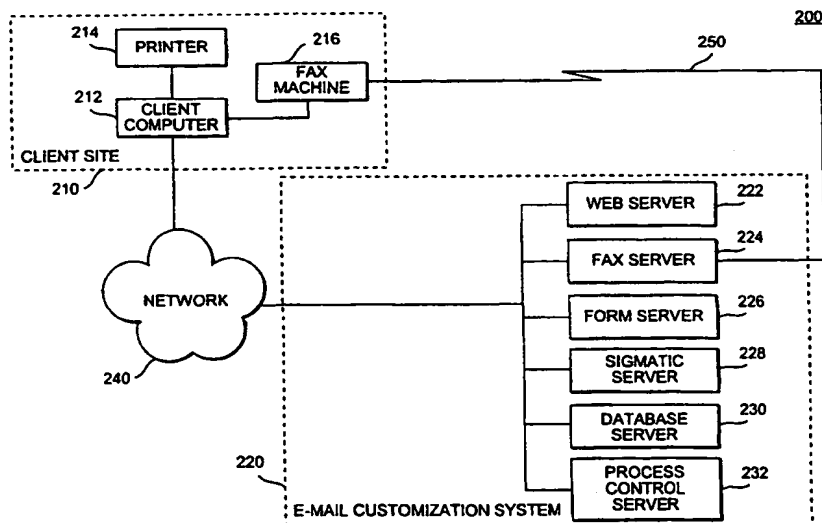 200
214
PRINTER
216
FAX
MACHINE
250
212
CLIENT
COMPUTER
CLIENT SITE
210
WEB SERVER
222
FAX SERVER
224
NETWORK
FORM SERVER
226
240
SIGMATIC
SERVER
228
DATABASE
SERVER
230
220
PROCESS
CONTROL
SERVER
232
E-MAIL CUSTOMIZATION SYSTEM